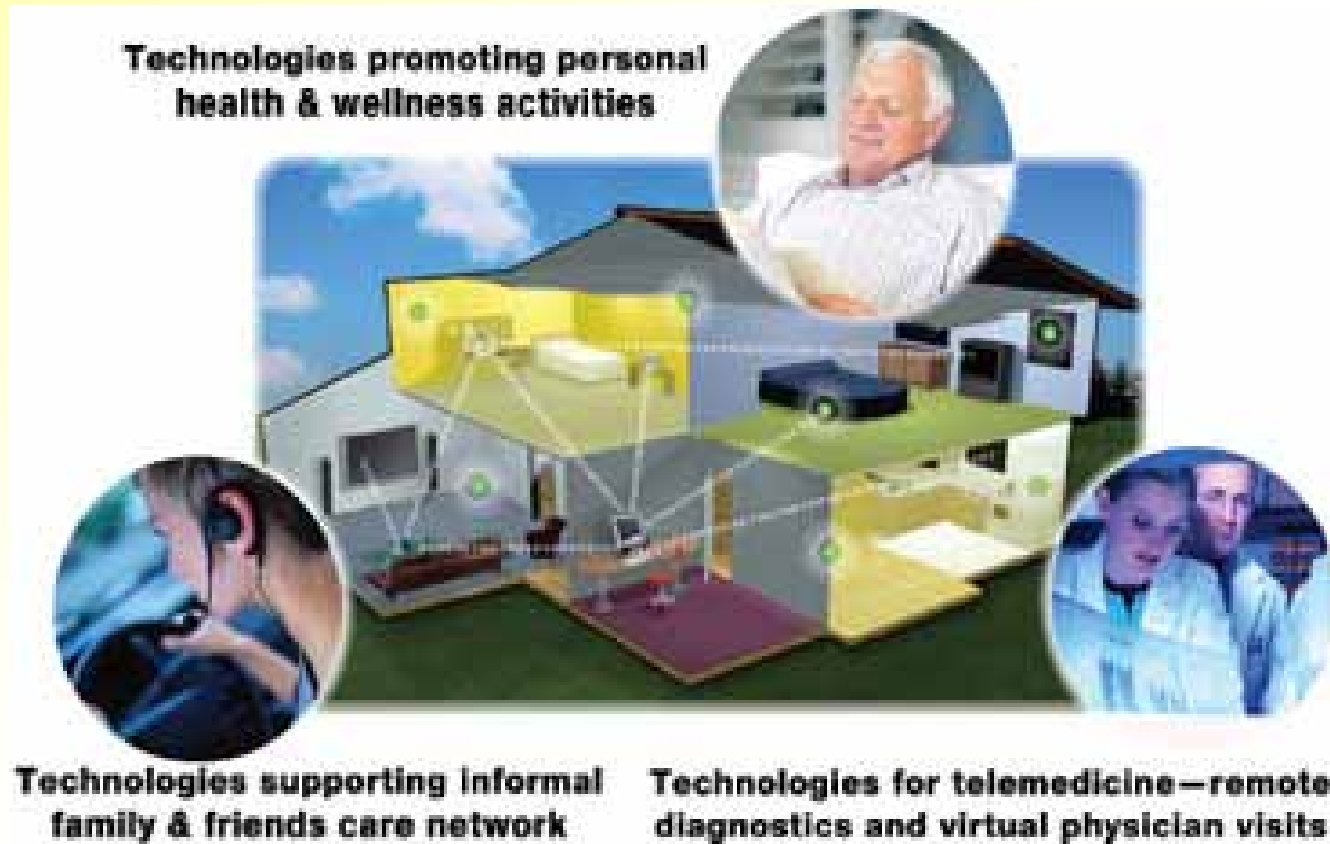 Technologies promoting personal
health & wellness activities
Technologies supporting informal
family & friends care network
Technologies for telemedicine—remote
diagnostics and virtual physician visits